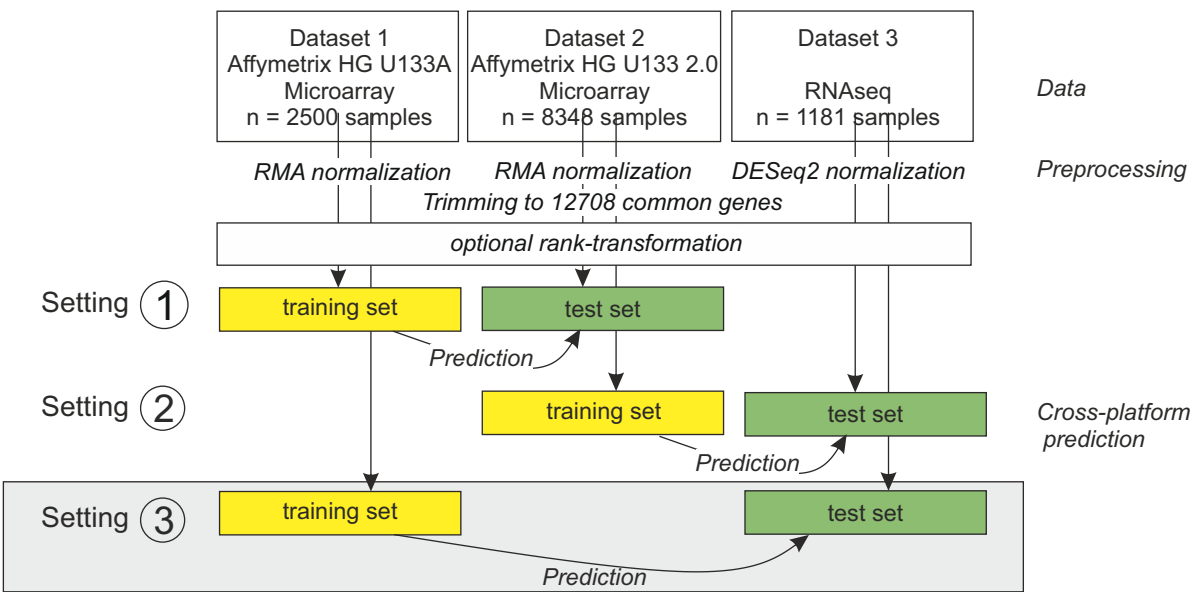 Dataset 1
Affymetrix HG U133A
Microarray
n = 2500 samples
Dataset 2
Affymetrix HG U133 2.0
Microarray
n = 8348 samples
Dataset 3
RNAseq
n = 1181 samples
Data
RMA normalization
RMA normalization
DESeq2 normalization
Preprocessing
Trimming to 12708 common genes
optional rank-transformation
Setting 1
training set
test set
Prediction
Setting 2
training set
test set
Cross-platform
prediction
Prediction
Setting 3
training set
test set
Prediction